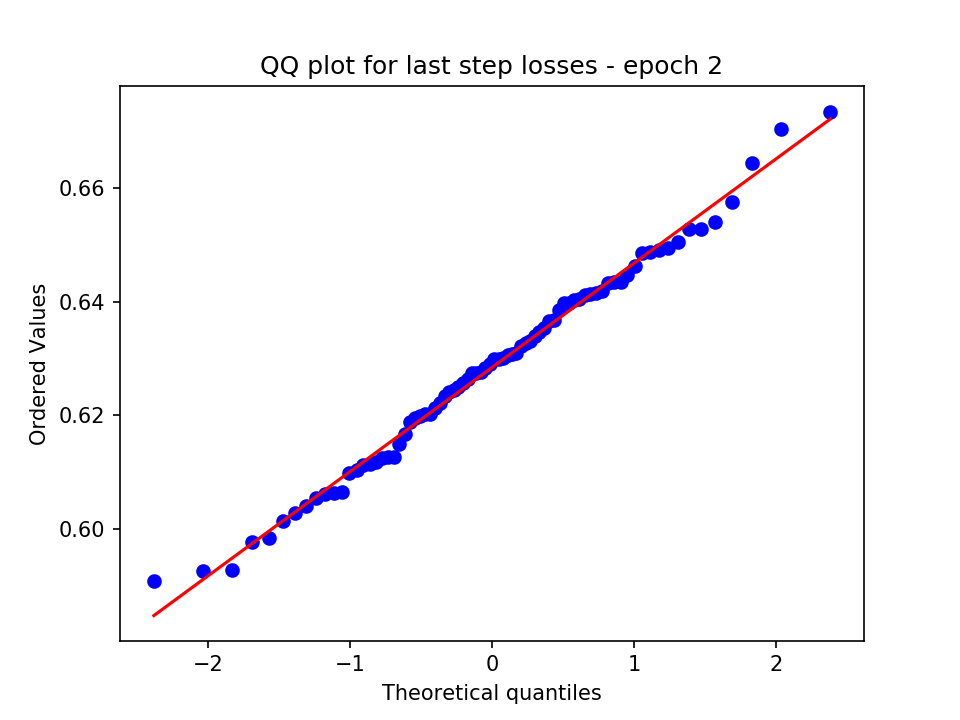 QQ plot for last step losses - epoch 2
Ordered Values
0.66
0.64
0.62
0.60
−2 −1 0 1 2
Theoretical quantiles